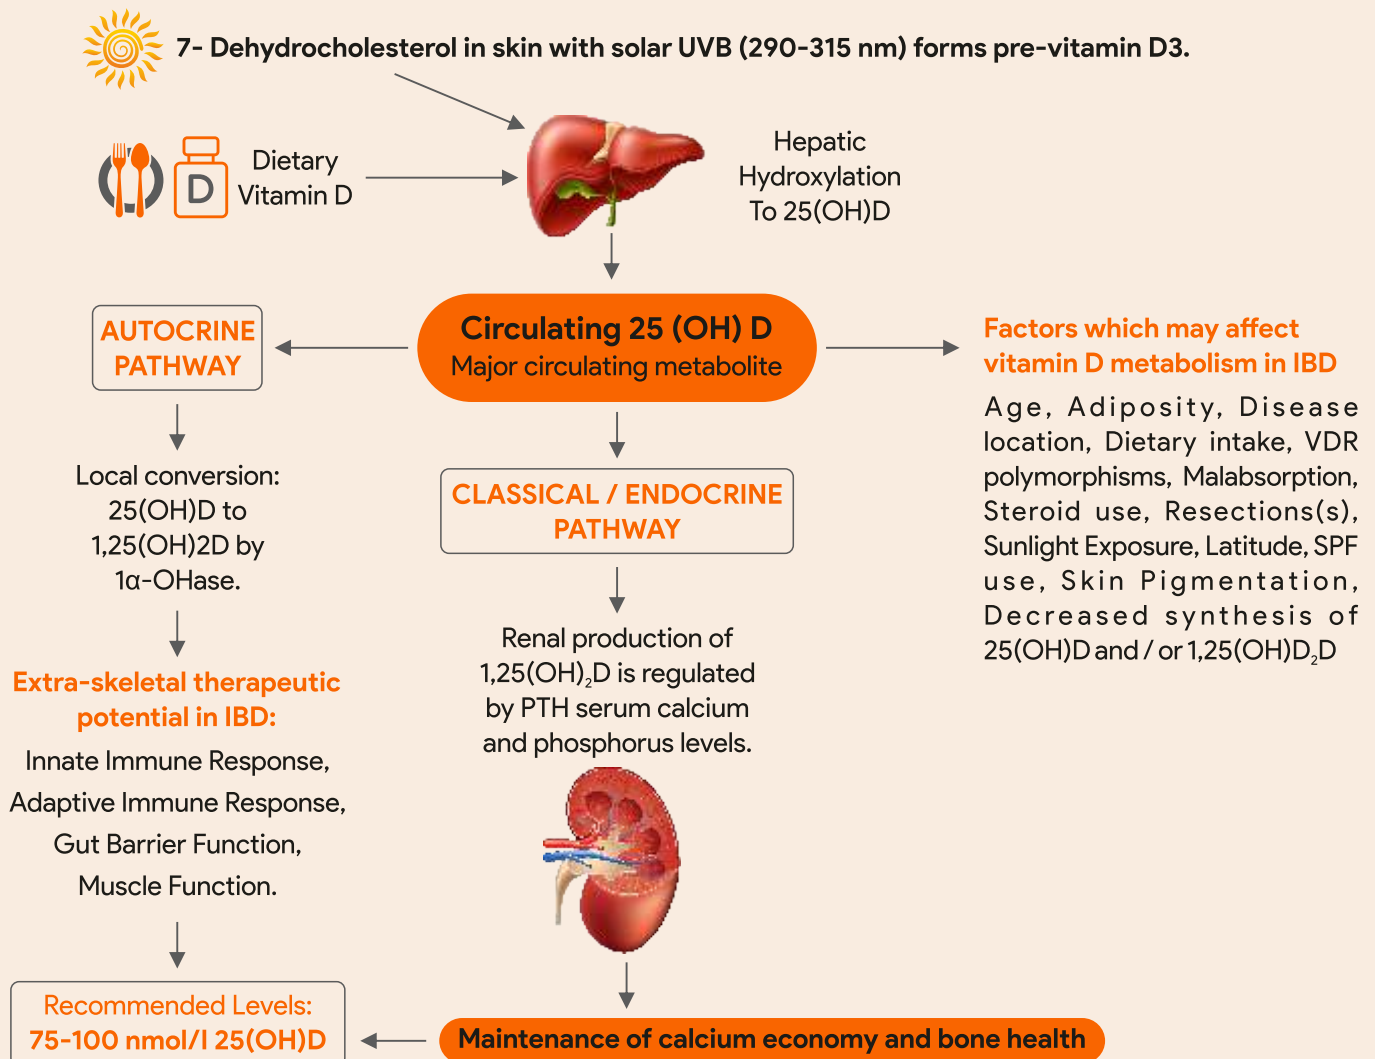 7- Dehydrocholesterol in skin with solar UVB (290-315 nm) forms pre-vitamin D3.
D
Dietary
Vitamin D
Hepatic
Hydroxylation
To 25(OH)D
Circulating 25 (OH) D
Major circulating metabolite
AUTOCRINE
PATHWAY
Local conversion:
25(OH)D to
1,25(OH)2D by
1α-OHase.
Extra-skeletal therapeutic
potential in IBD:
Innate Immune Response,
Adaptive Immune Response,
Gut Barrier Function,
Muscle Function.
Recommended Levels:
75-100 nmol/l 25(OH)D
CLASSICAL / ENDOCRINE
PATHWAY
Renal production of
1,25(OH)₂D is regulated
by PTH serum calcium
and phosphorus levels.
Maintenance of calcium economy and bone health
Factors which may affect
vitamin D metabolism in IBD
Age, Adiposity, Disease
location, Dietary intake, VDR
polymorphisms, Malabsorption,
Steroid use, Resections(s),
Sunlight Exposure, Latitude, SPF
use, Skin Pigmentation,
Decreased synthesis of
25(OH)D and / or 1,25(OH)D₂D